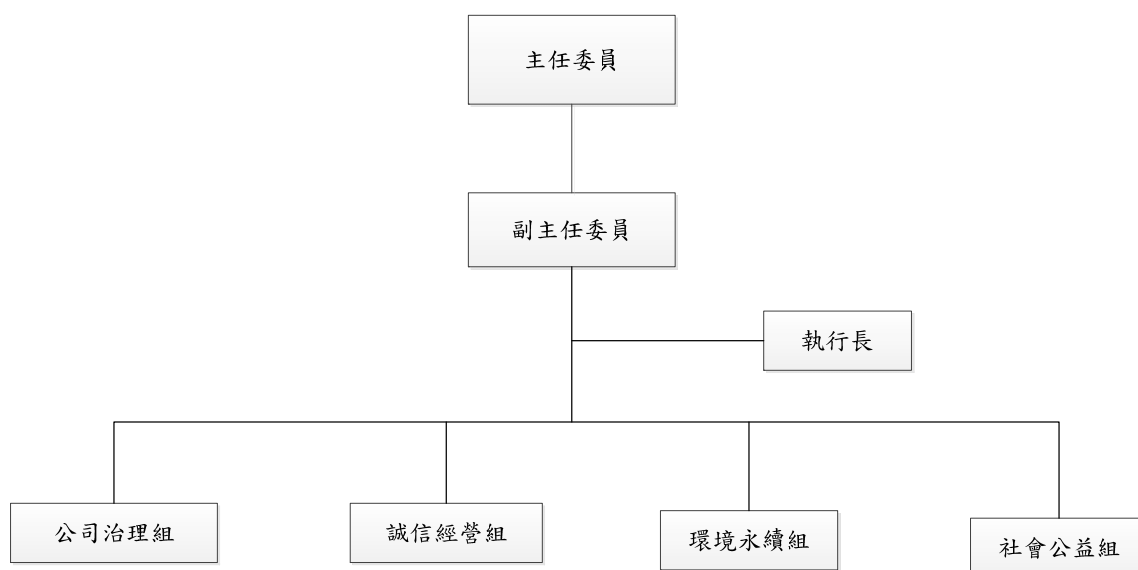 主任委員
副主任委員
執行長
公司治理組
誠信經營組
環境永續組
社會公益組